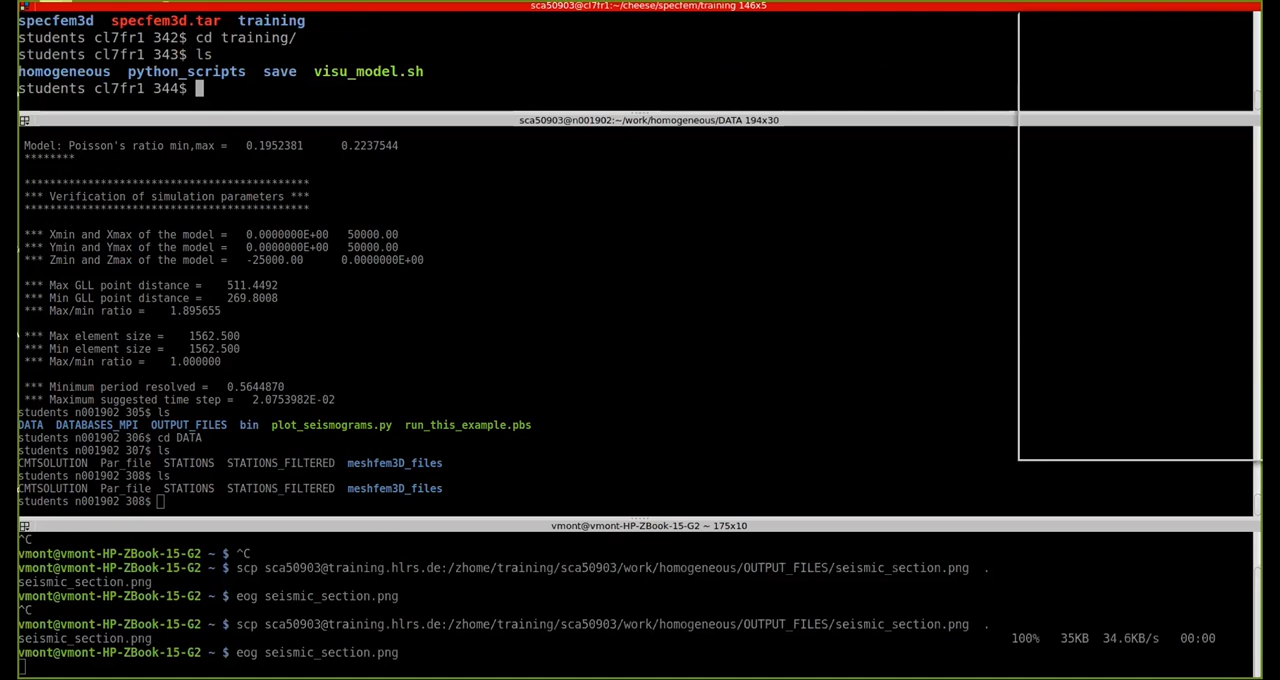 sca50903@cl7fr1:~/cheese/specfem/training 146x5
specfem3d  specfem3d.tar  training
students cl7fr1 342$ cd training/
students cl7fr1 343$ ls
homogeneous  python_scripts  save  visu_model.sh
students cl7fr1 344$
sca50903@n001902:~/work/homogeneous/DATA 194x30
Model: Poisson's ratio min,max =   0.1952381      0.2237544
********
*********************************************
*** Verification of simulation parameters ***
*********************************************
*** Xmin and Xmax of the model =   0.0000000E+00   50000.00
*** Ymin and Ymax of the model =   0.0000000E+00   50000.00
*** Zmin and Zmax of the model =   -25000.00      0.0000000E+00
*** Max GLL point distance =    511.4492
*** Min GLL point distance =    269.8008
*** Max/min ratio =    1.895655
*** Max element size =    1562.500
*** Min element size =    1562.500
*** Max/min ratio =    1.000000
*** Minimum period resolved =   0.5644870
*** Maximum suggested time step =   2.0753982E-02
students n001902 305$ ls
DATA  DATABASES_MPI  OUTPUT_FILES  bin  plot_seismograms.py  run_this_example.pbs
students n001902 306$ cd DATA
students n001902 307$ ls
CMTSOLUTION  Par_file  STATIONS  STATIONS_FILTERED  meshfem3D_files
students n001902 308$ ls
CMTSOLUTION  Par_file  STATIONS  STATIONS_FILTERED  meshfem3D_files
students n001902 308$
vmont@vmont-HP-ZBook-15-G2 ~ 175x10
^C
vmont@vmont-HP-ZBook-15-G2 ~ $ ^C
vmont@vmont-HP-ZBook-15-G2 ~ $ scp sca50903@training.hlrs.de:/zhome/training/sca50903/work/homogeneous/OUTPUT_FILES/seismic_section.png  .
seismic_section.png
vmont@vmont-HP-ZBook-15-G2 ~ $ eog seismic_section.png
^C
vmont@vmont-HP-ZBook-15-G2 ~ $ scp sca50903@training.hlrs.de:/zhome/training/sca50903/work/homogeneous/OUTPUT_FILES/seismic_section.png  .
seismic_section.png    100%   35KB  34.6KB/s   00:00
vmont@vmont-HP-ZBook-15-G2 ~ $ eog seismic_section.png